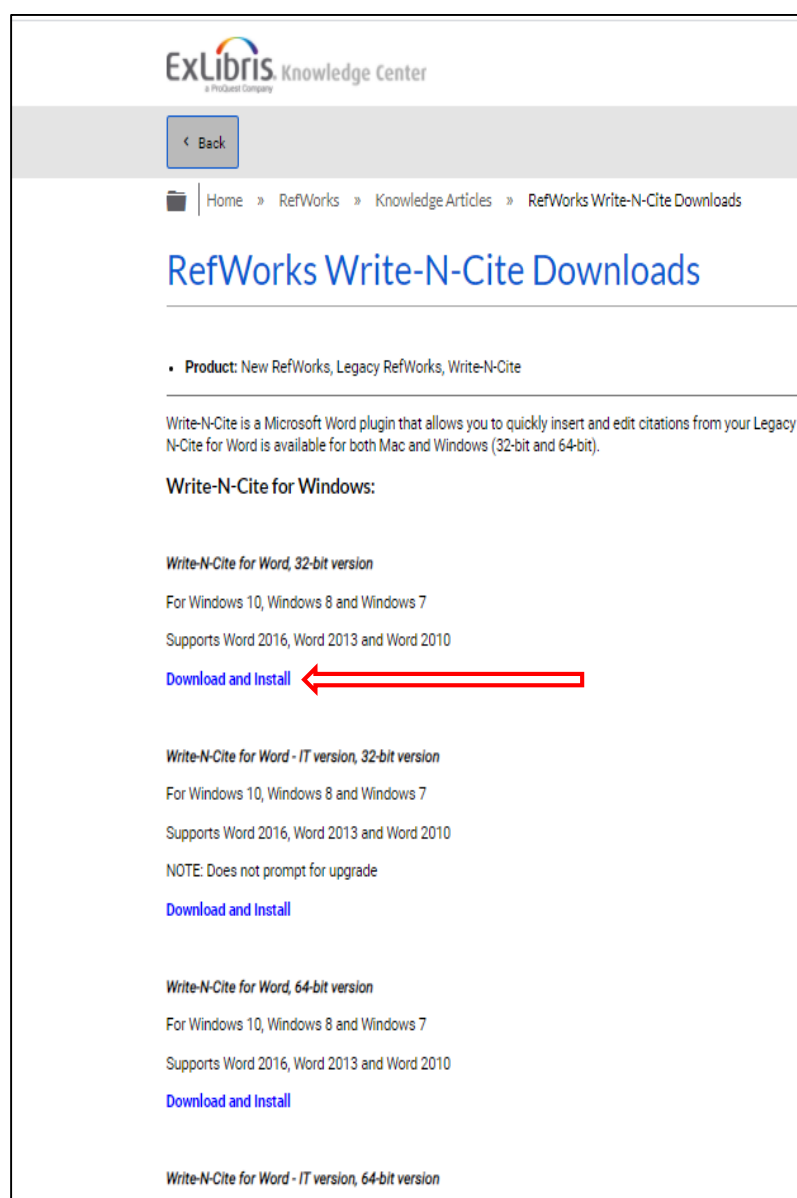 ExLibris. Knowledge Center
a ProQuest Company
< Back
Home » RefWorks » Knowledge Articles » RefWorks Write-N-Cite Downloads
RefWorks Write-N-Cite Downloads
• Product: New RefWorks, Legacy RefWorks, Write-N-Cite
Write-N-Cite is a Microsoft Word plugin that allows you to quickly insert and edit citations from your Legacy
N-Cite for Word is available for both Mac and Windows (32-bit and 64-bit).
Write-N-Cite for Windows:
Write-N-Cite for Word, 32-bit version
For Windows 10, Windows 8 and Windows 7
Supports Word 2016, Word 2013 and Word 2010
Download and Install
Write-N-Cite for Word - IT version, 32-bit version
For Windows 10, Windows 8 and Windows 7
Supports Word 2016, Word 2013 and Word 2010
NOTE: Does not prompt for upgrade
Download and Install
Write-N-Cite for Word, 64-bit version
For Windows 10, Windows 8 and Windows 7
Supports Word 2016, Word 2013 and Word 2010
Download and Install
Write-N-Cite for Word - IT version, 64-bit version